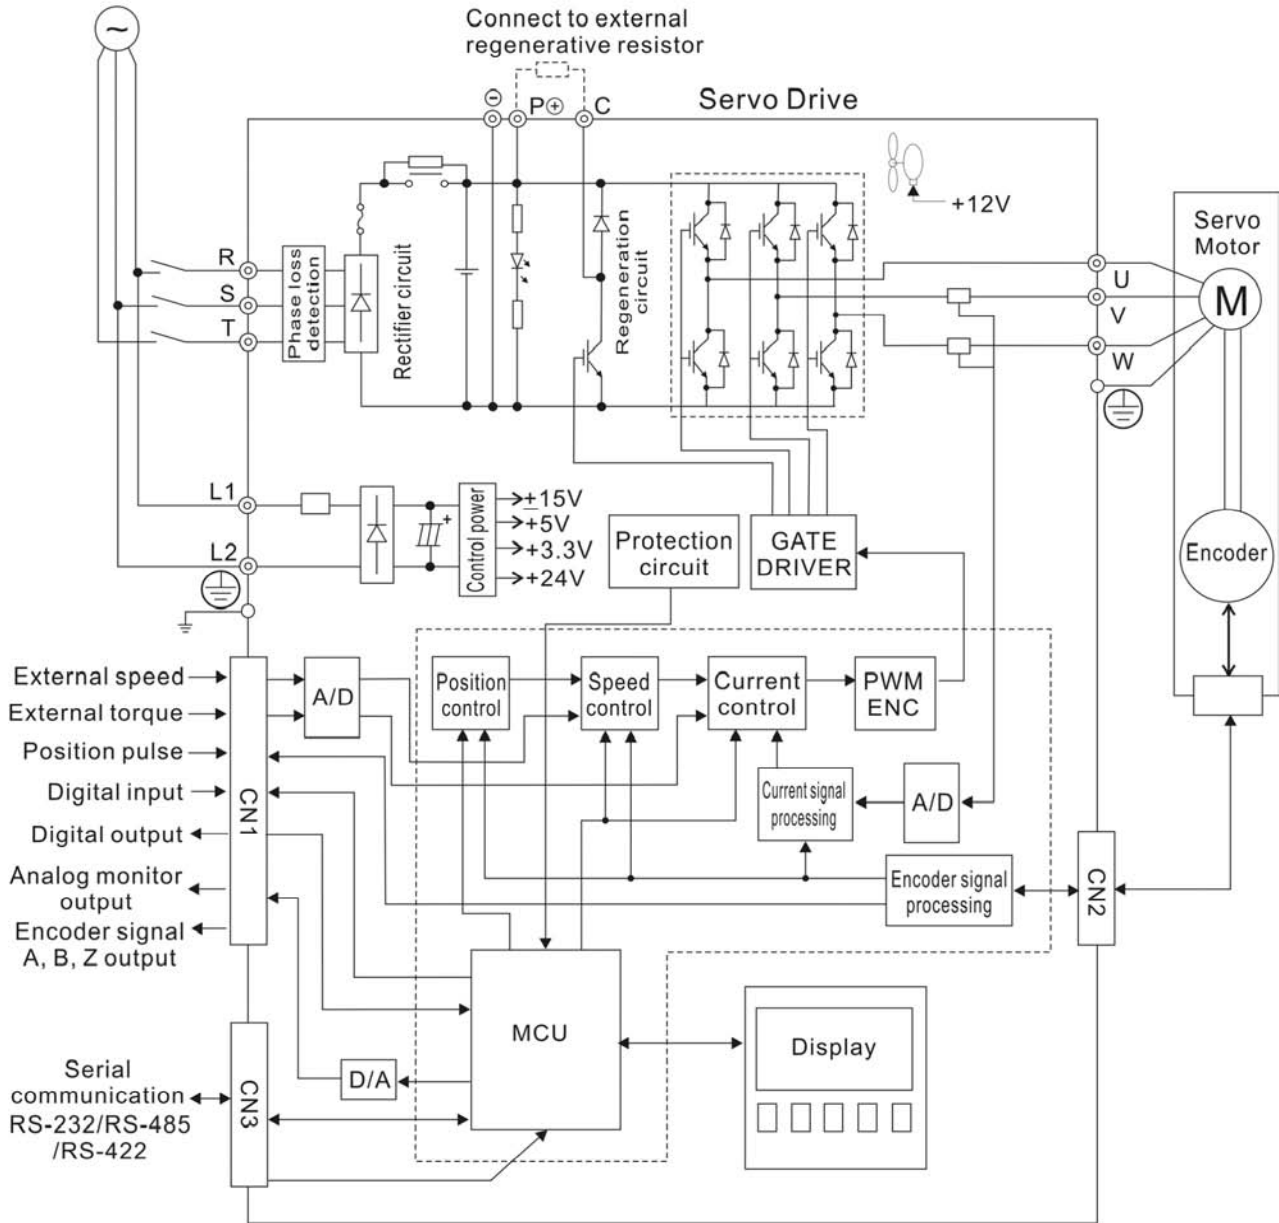 ~
Connect to external
regenerative resistor
⊖
P⊕
C
Servo Drive
+12V
Servo
Motor
R
S
T
Phase loss
detection
Rectifier circuit
Regeneration
circuit
U
V
W
M
L1
L2
+
Control power
±15V
+5V
+3.3V
+24V
Protection
circuit
GATE
DRIVER
Encoder
External speed
External torque
Position pulse
Digital input
Digital output
Analog monitor
output
Encoder signal
A, B, Z output
CN1
A/D
Position
control
Speed
control
Current
control
PWM
ENC
Current signal
processing
A/D
Encoder signal
processing
CN2
MCU
D/A
Display
Serial
communication
RS-232/RS-485
/RS-422
CN3